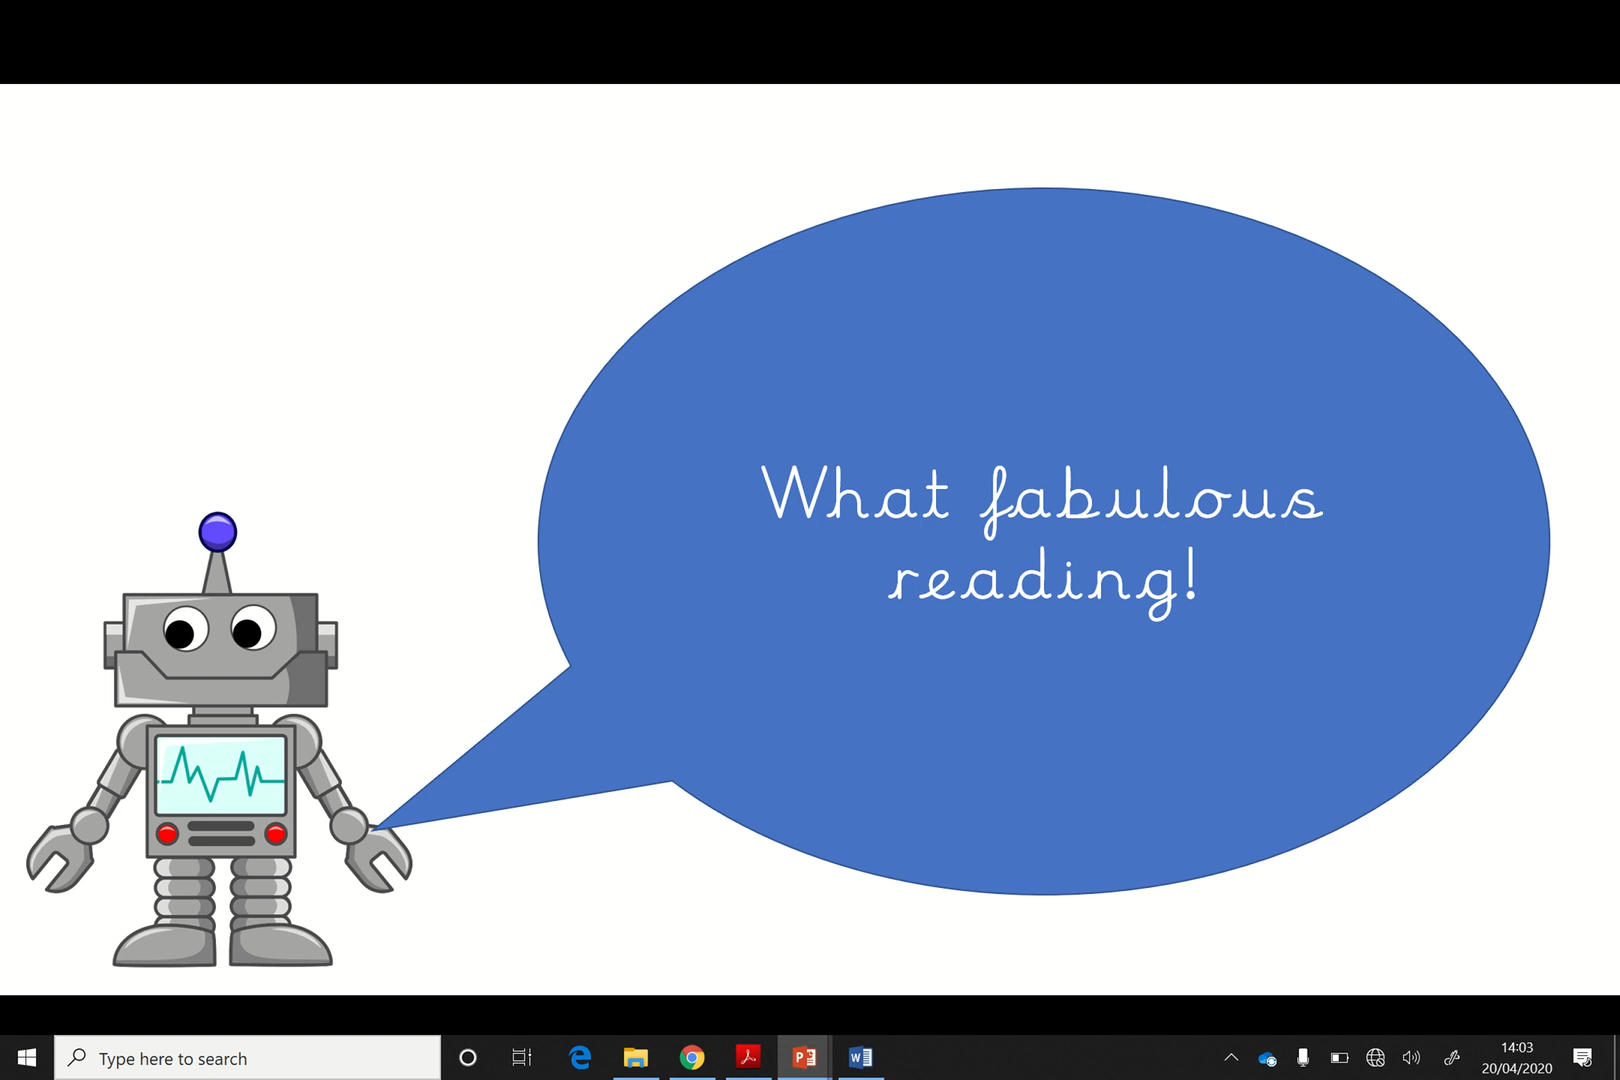 What fabulous
reading!
Type here to search
14:03
20/04/2020